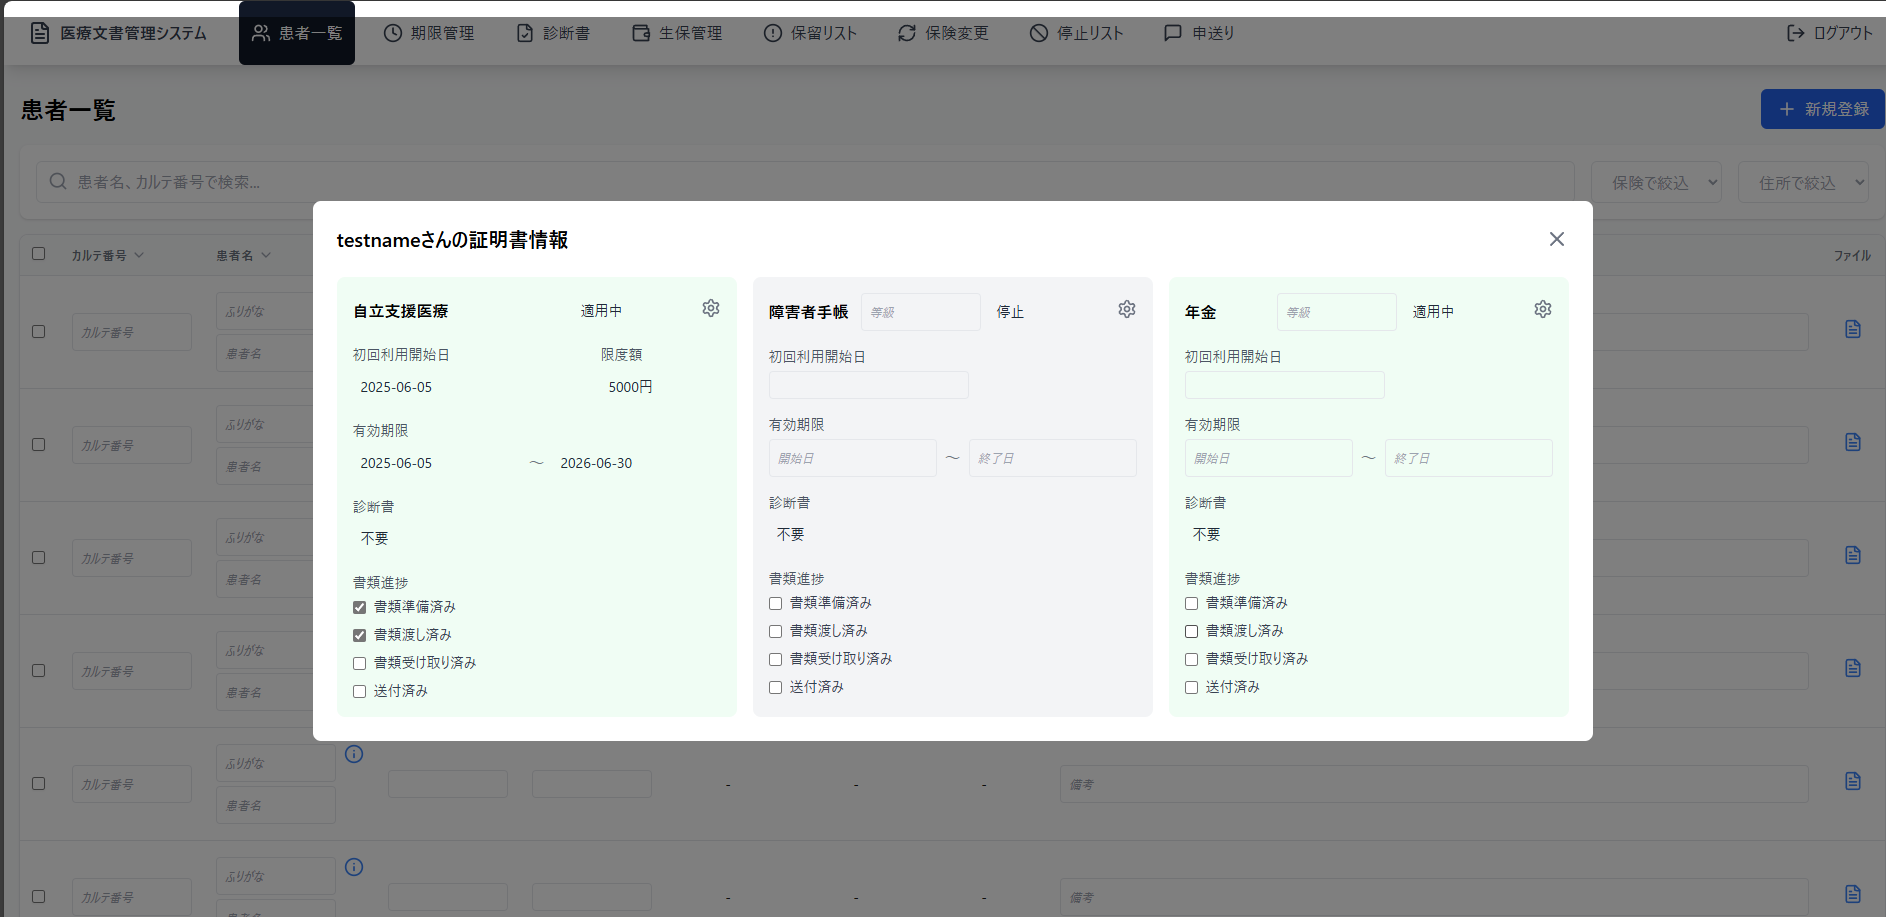 医療文書管理システム 患者一覧 期限管理 診断書 生保管理 保留リスト 保険変更 停止リスト 申送り ログアウト
患者一覧 新規登録
患者名、カルテ番号で検索... 保険で絞込 住所で絞込
カルテ番号 患者名 ファイル
ふりがな
カルテ番号
患者名
ふりがな
カルテ番号
患者名
ふりがな
カルテ番号
患者名
ふりがな
カルテ番号
患者名
testnameさんの証明書情報
自立支援医療 適用中
初回利用開始日 限度額
2025-06-05 5000円
有効期限
2025-06-05 ～ 2026-06-30
診断書
不要
書類進捗
書類準備済み
書類渡し済み
書類受け取り済み
送付済み
障害者手帳 等級 停止
初回利用開始日
有効期限
開始日 ～ 終了日
診断書
不要
書類進捗
書類準備済み
書類渡し済み
書類受け取り済み
送付済み
年金 等級 適用中
初回利用開始日
有効期限
開始日 ～ 終了日
診断書
不要
書類進捗
書類準備済み
書類渡し済み
書類受け取り済み
送付済み
ふりがな
カルテ番号 - - - 備考
患者名
ふりがな
カルテ番号 - - - 備考
患者名